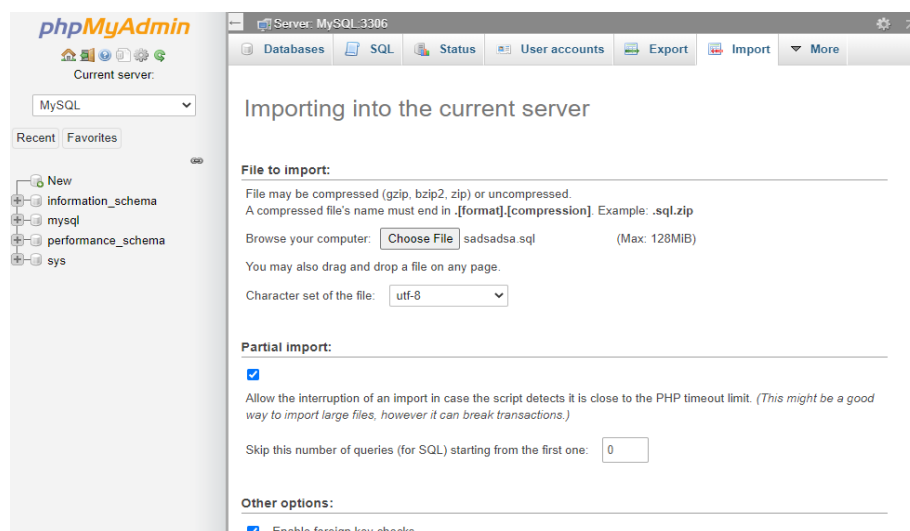 phpMyAdmin
Current server:
MySQL
Recent Favorites
New
information_schema
mysql
performance_schema
sys
Server: MySQL:3306
Databases SQL Status User accounts Export Import More
Importing into the current server
File to import:
File may be compressed (gzip, bzip2, zip) or uncompressed.
A compressed file's name must end in .[format].[compression]. Example: .sql.zip
Browse your computer: Choose File sadsadsa.sql (Max: 128MiB)
You may also drag and drop a file on any page.
Character set of the file: utf-8
Partial import:
Allow the interruption of an import in case the script detects it is close to the PHP timeout limit. (This might be a good
way to import large files, however it can break transactions.)
Skip this number of queries (for SQL) starting from the first one: 0
Other options:
Enable foreign key checks